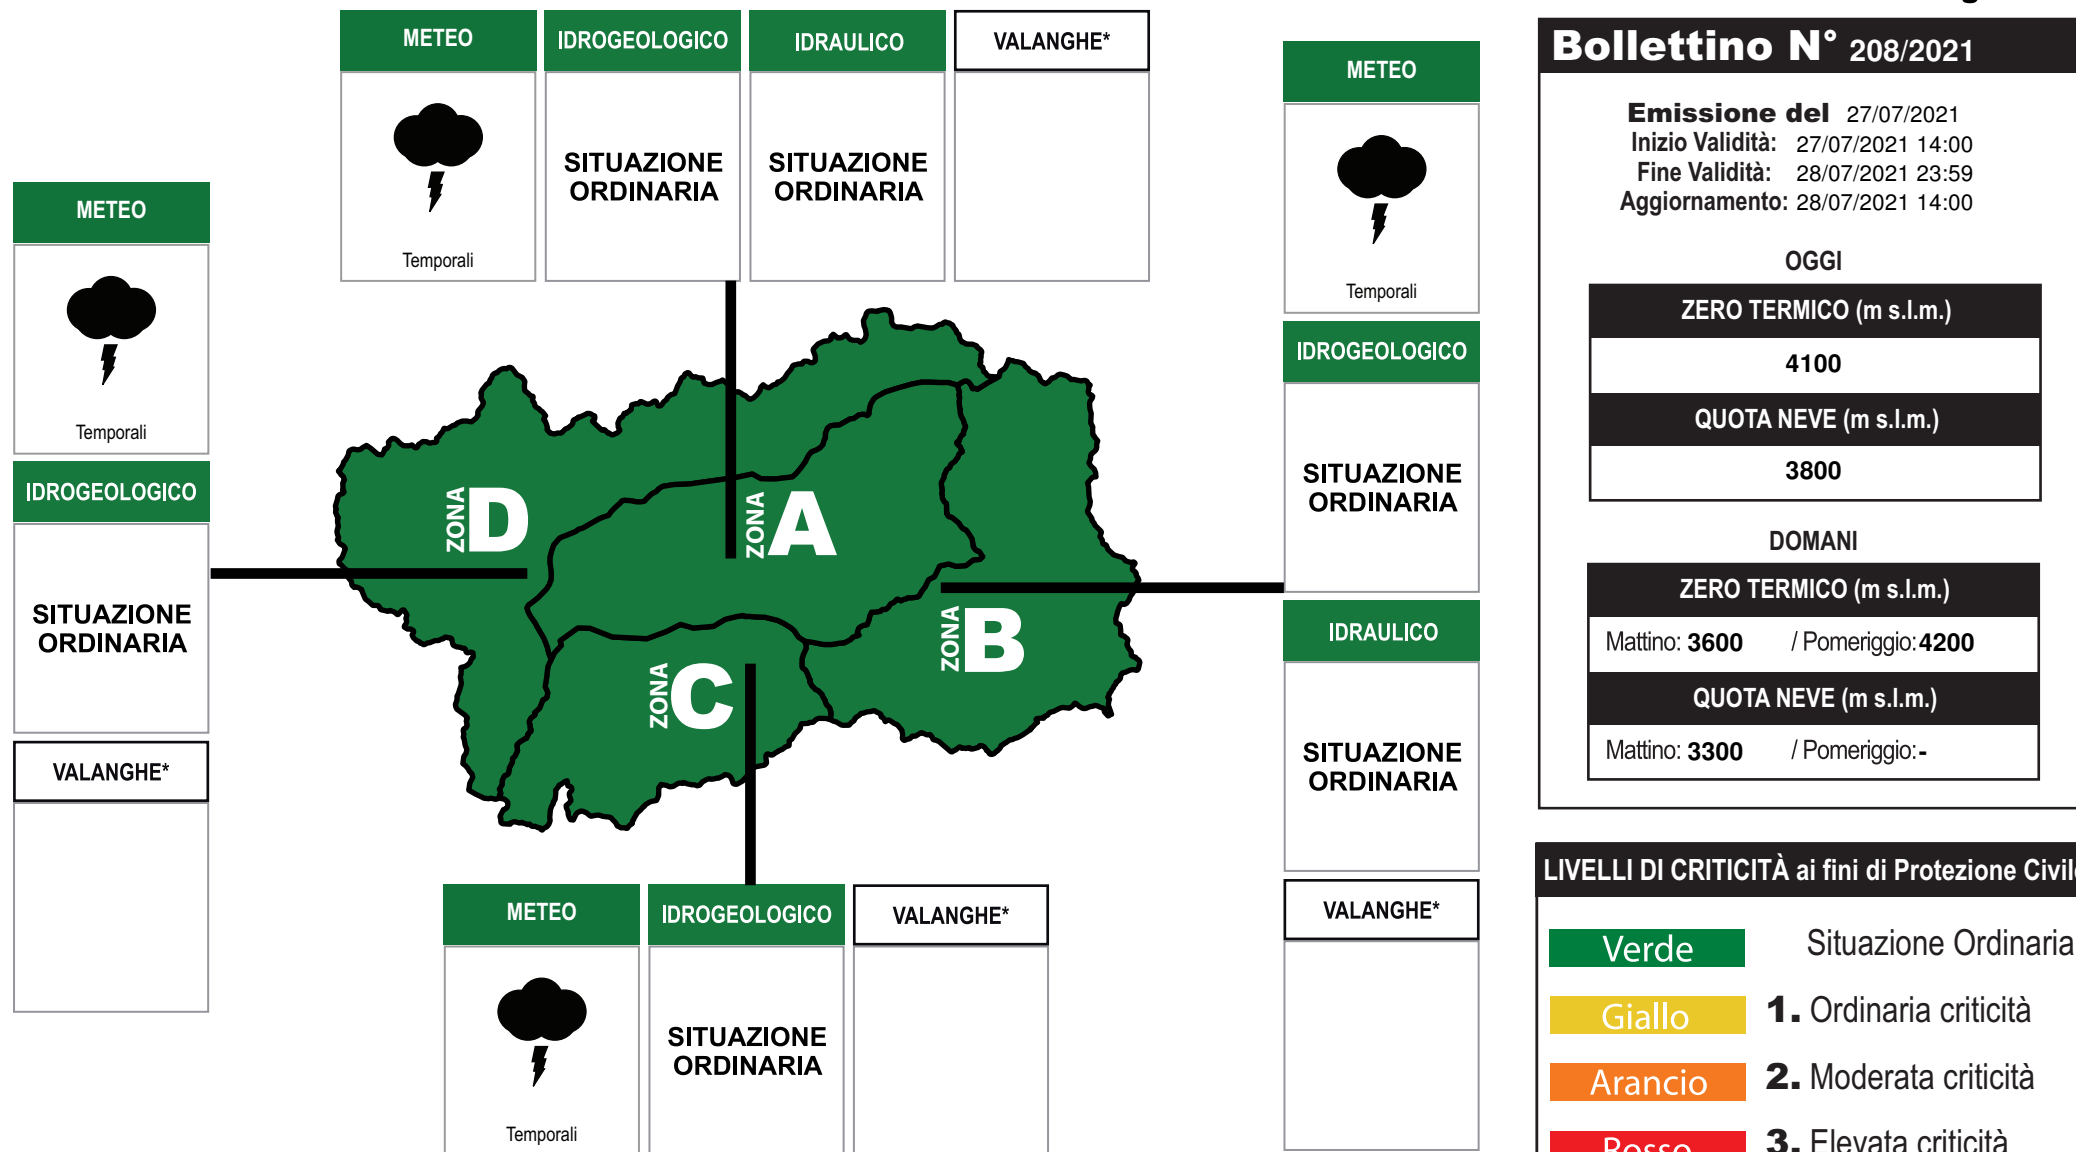 METEO
IDROGEOLOGICO
IDRAULICO
VALANGHE*
Temporali
SITUAZIONE
ORDINARIA
SITUAZIONE
ORDINARIA
METEO
Temporali
IDROGEOLOGICO
SITUAZIONE
ORDINARIA
VALANGHE*
METEO
Temporali
IDROGEOLOGICO
SITUAZIONE
ORDINARIA
IDRAULICO
SITUAZIONE
ORDINARIA
VALANGHE*
ZONA D
ZONA A
ZONA B
ZONA C
METEO
IDROGEOLOGICO
VALANGHE*
Temporali
SITUAZIONE
ORDINARIA
Bollettino N° 208/2021
Emissione del 27/07/2021
Inizio Validità: 27/07/2021 14:00
Fine Validità: 28/07/2021 23:59
Aggiornamento: 28/07/2021 14:00
OGGI
ZERO TERMICO (m s.l.m.)
4100
QUOTA NEVE (m s.l.m.)
3800
DOMANI
ZERO TERMICO (m s.l.m.)
Mattino: 3600 / Pomeriggio: 4200
QUOTA NEVE (m s.l.m.)
Mattino: 3300 / Pomeriggio: -
LIVELLI DI CRITICITÀ ai fini di Protezione Civile
Verde Situazione Ordinaria
Giallo 1. Ordinaria criticità
Arancio 2. Moderata criticità
Rosso 3. Elevata criticità